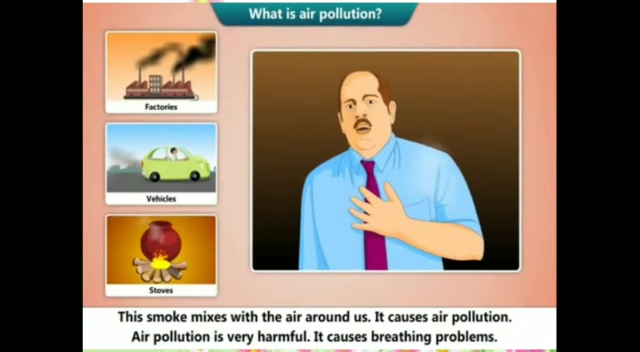 What is air pollution?
Factories
Vehicles
Stoves
This smoke mixes with the air around us. It causes air pollution.
Air pollution is very harmful. It causes breathing problems.